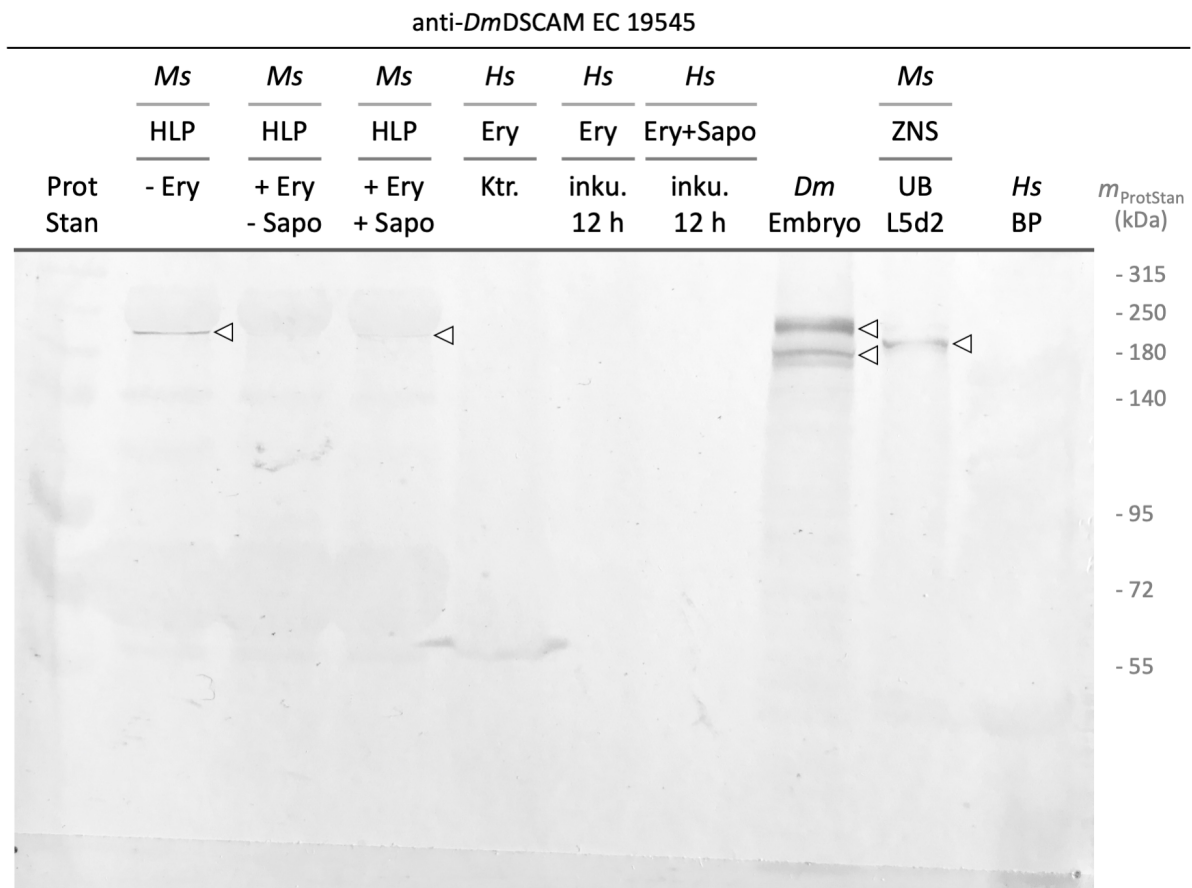 anti-DmDSCAM EC 19545
Ms Ms Ms Hs Hs Hs Ms
HLP HLP HLP Ery Ery Ery+Sapo ZNS
Prot - Ery + Ery + Ery Ktr. inku. inku. Dm UB Hs mProtStan
Stan - Sapo + Sapo 12 h 12 h Embryo L5d2 BP (kDa)
- 315
- 250
- 180
- 140
- 95
- 72
- 55